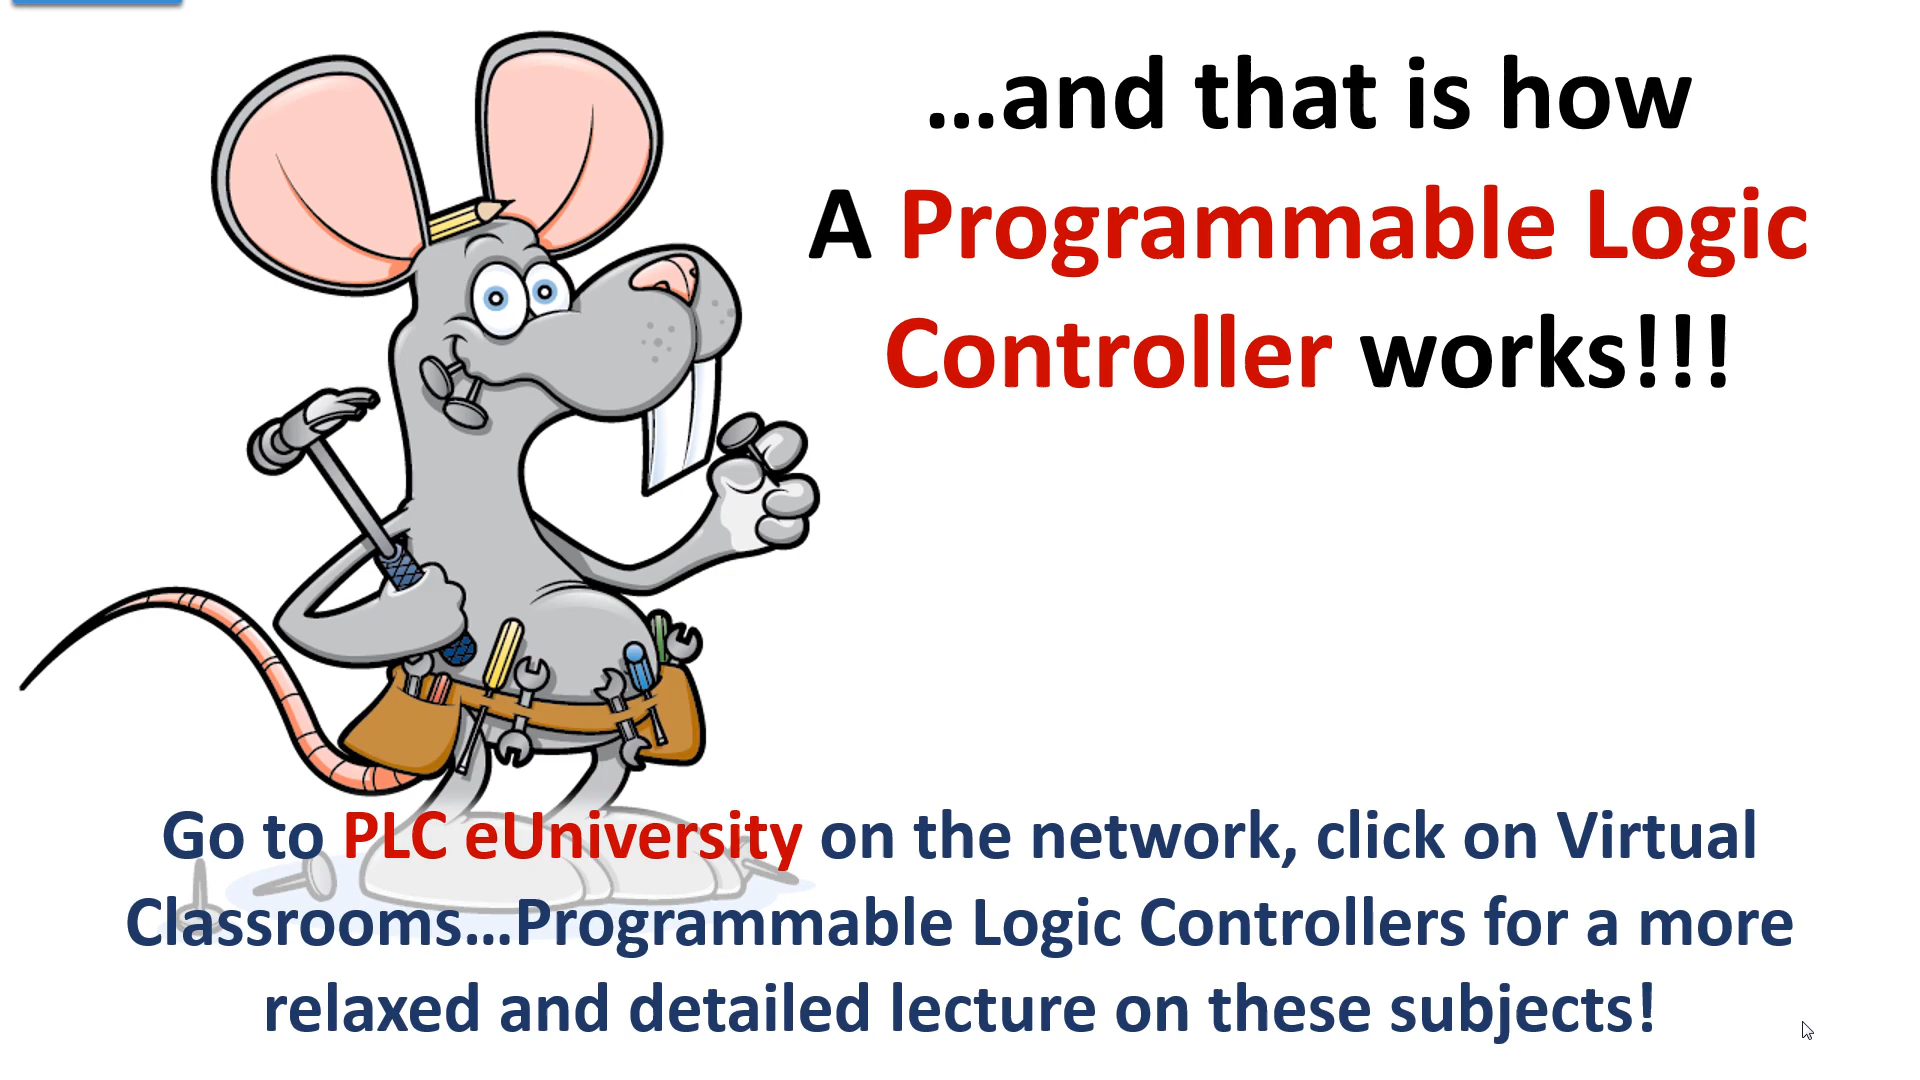 ...and that is how
A Programmable Logic
Controller works!!!
Go to PLC eUniversity on the network, click on Virtual
Classrooms...Programmable Logic Controllers for a more
relaxed and detailed lecture on these subjects!